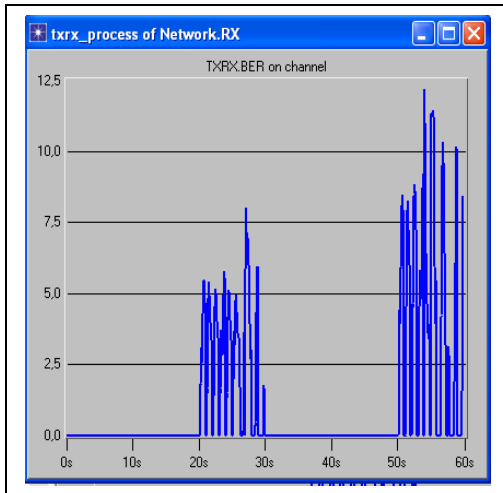 txrx_process of Network.RX
TXRX.BER on channel
12,5
10,0
7,5
5,0
2,5
0,0
0s 10s 20s 30s 40s 50s 60s